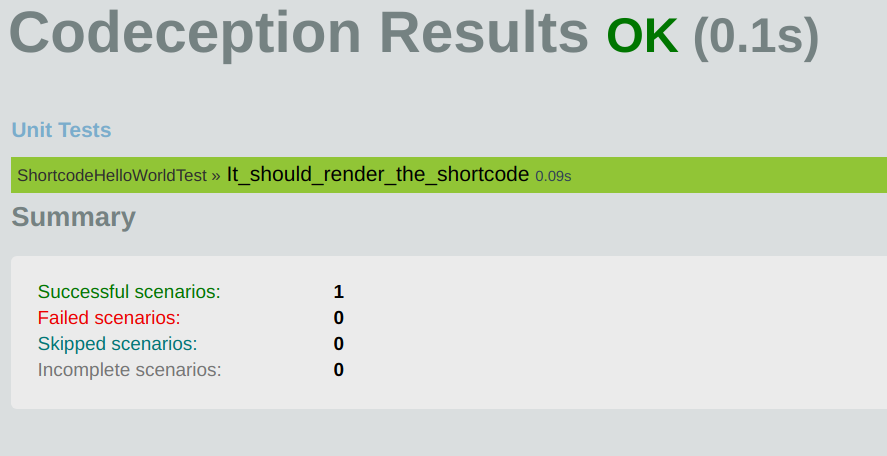 Codeception Results OK (0.1s)
Unit Tests
ShortcodeHelloWorldTest » It_should_render_the_shortcode 0.09s
Summary
Successful scenarios: 1
Failed scenarios: 0
Skipped scenarios: 0
Incomplete scenarios: 0